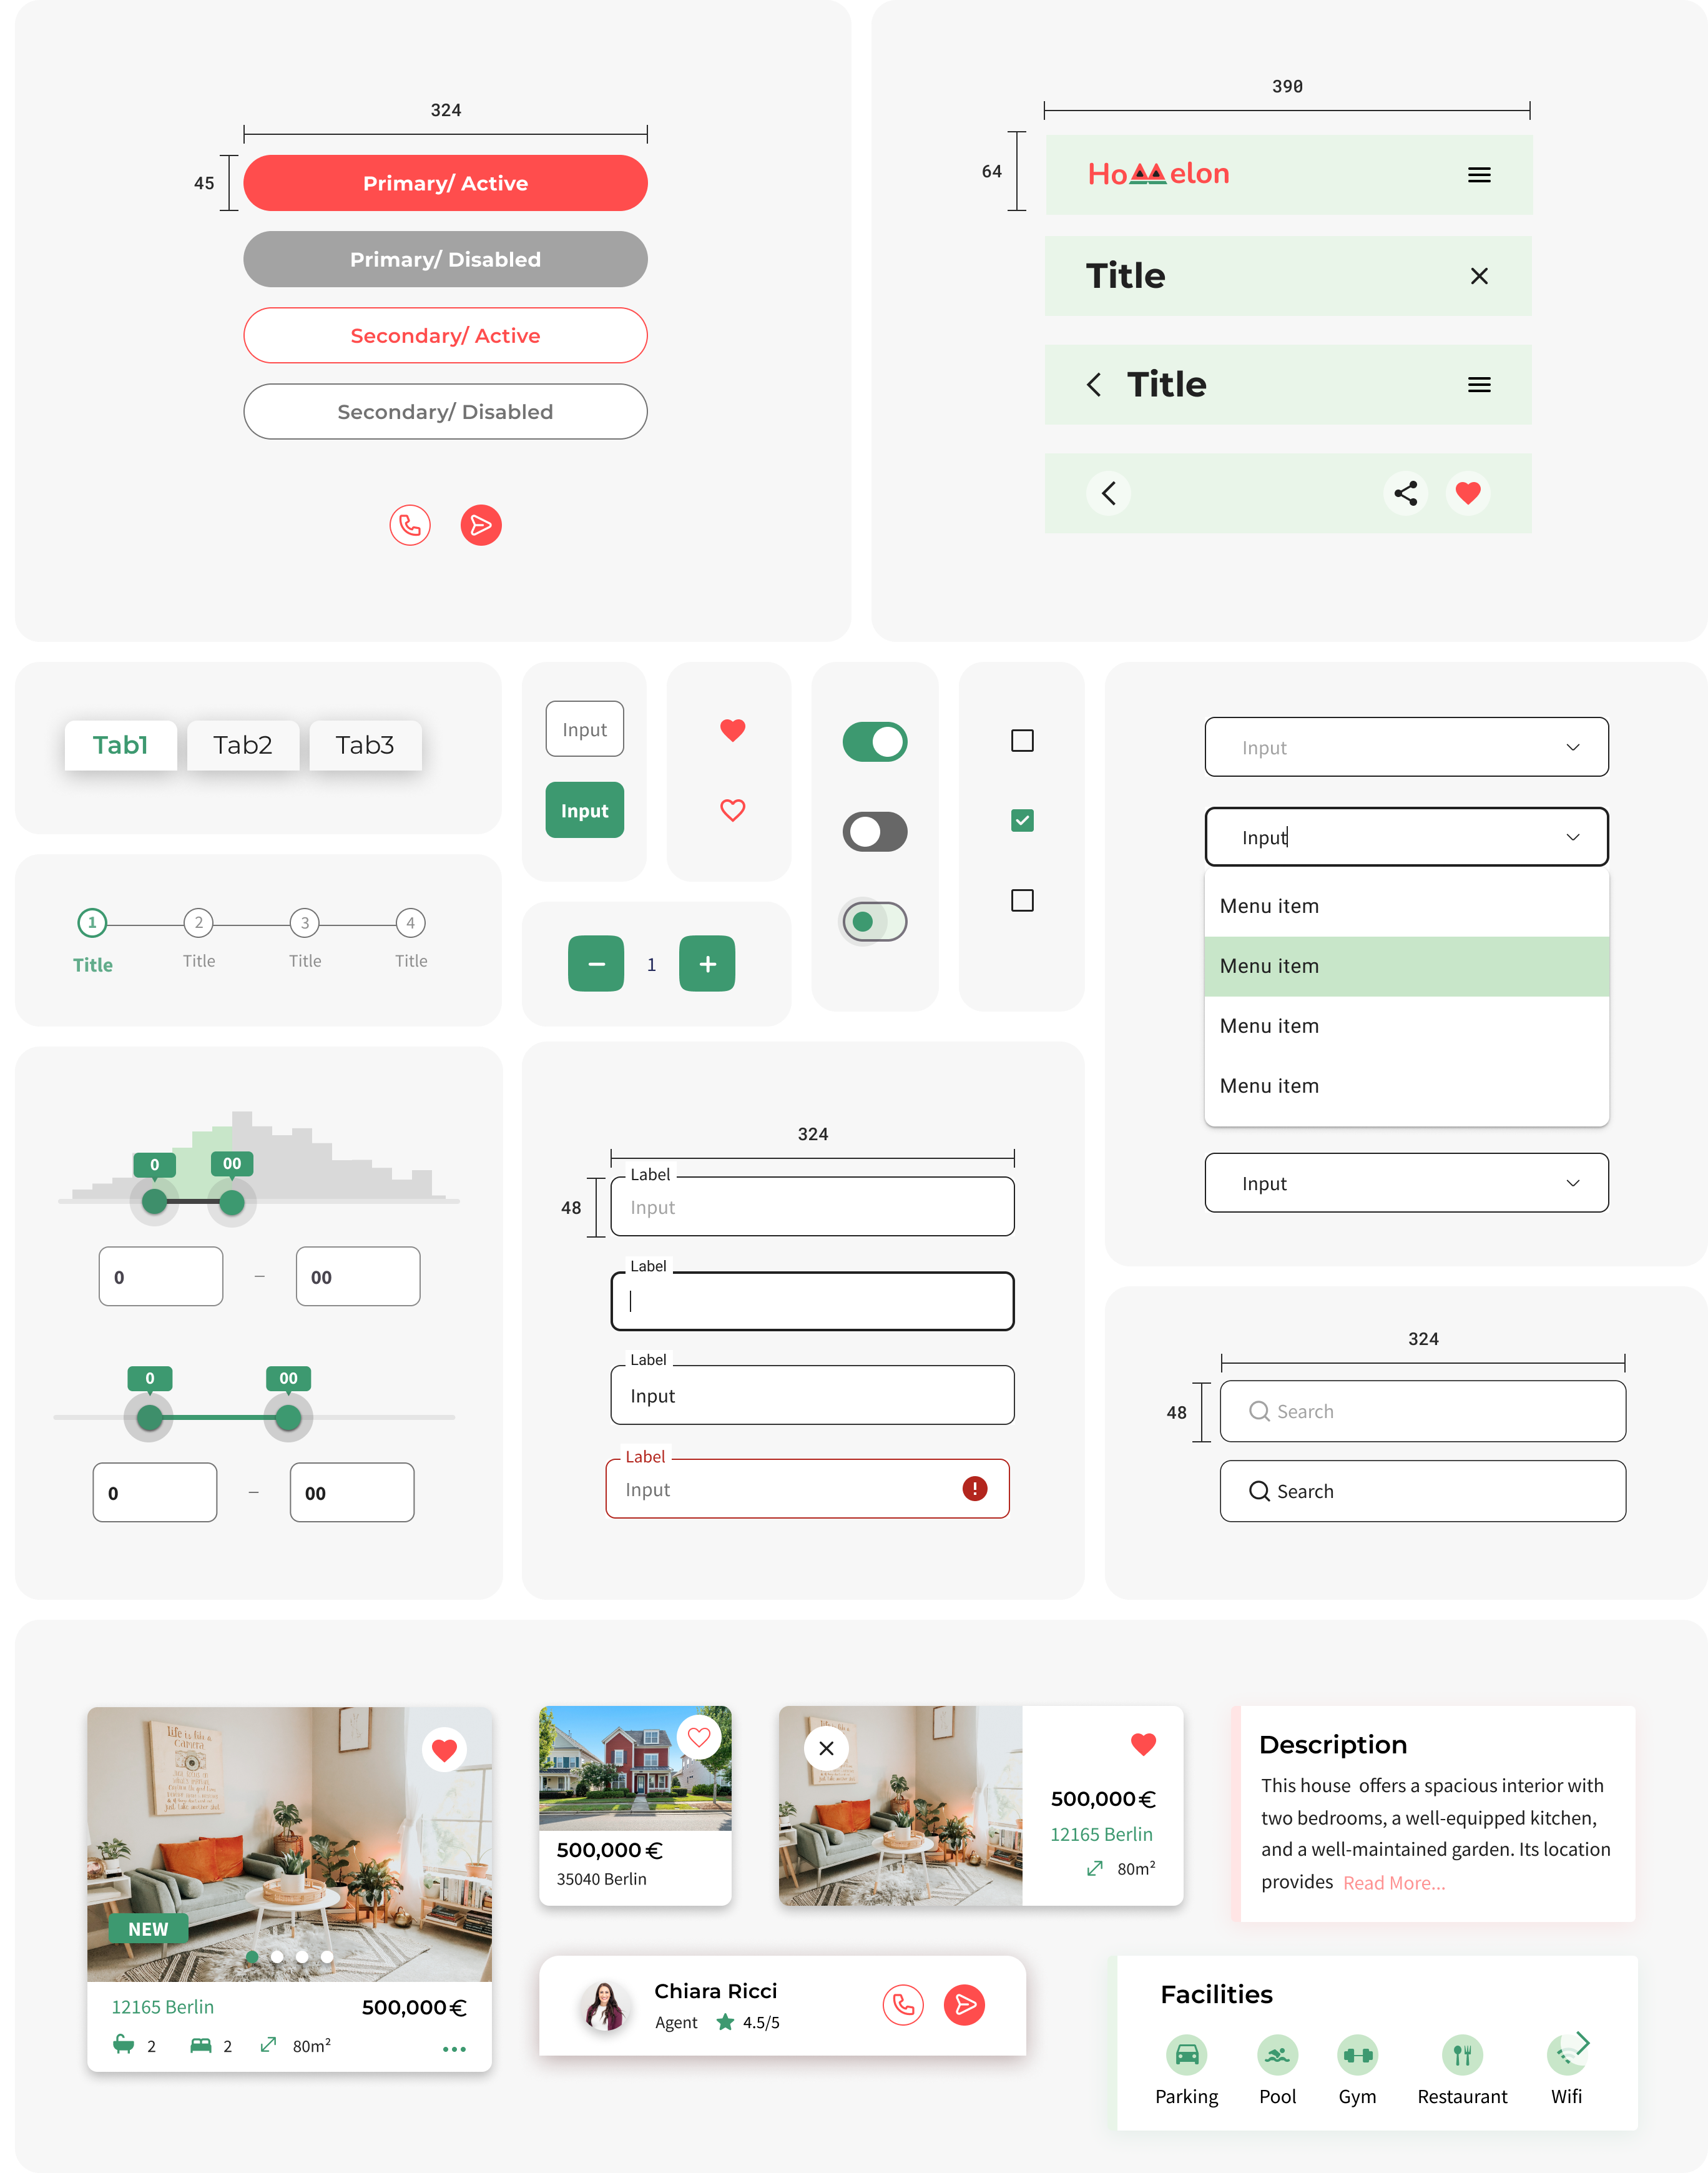 324
45
Primary/ Active
Primary/ Disabled
Secondary/ Active
Secondary/ Disabled
390
64
Ho elon
Title
Title
Tab1 Tab2 Tab3
1 2 3 4
Title Title Title Title
Input
Input
1
Input
Input
Menu item
Menu item
Menu item
Menu item
Input
0 00
0 – 00
0 00
0 – 00
324
48
Label
Input
Label
Label
Input
Label
Input
324
48
Search
Search
life is like a
CAMERA
NEW
12165 Berlin 500,000€
2 2 80m²
500,000€
35040 Berlin
500,000€
12165 Berlin
80m²
Description
This house offers a spacious interior with
two bedrooms, a well-equipped kitchen,
and a well-maintained garden. Its location
provides Read More...
Chiara Ricci
Agent 4.5/5
Facilities
Parking Pool Gym Restaurant Wifi